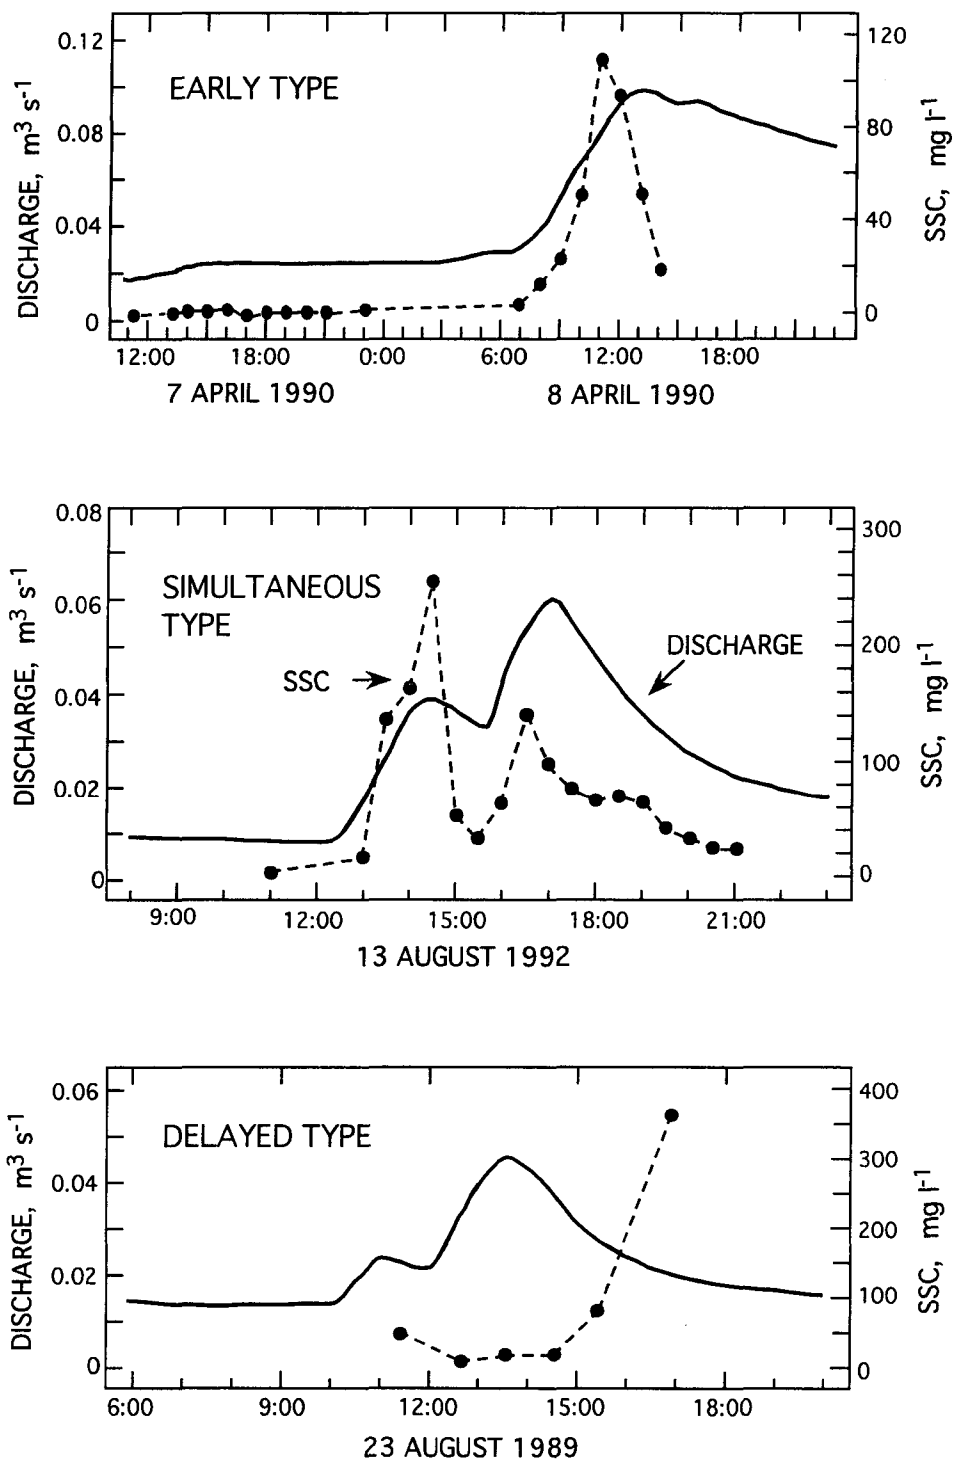 EARLY TYPE
DISCHARGE, m³ s⁻¹
0.12
0.08
0.04
0
SSC, mg l⁻¹
120
80
40
0
12:00 18:00 0:00 6:00 12:00 18:00
7 APRIL 1990 8 APRIL 1990
SIMULTANEOUS
TYPE
SSC
DISCHARGE
DISCHARGE, m³ s⁻¹
0.08
0.06
0.04
0.02
0
SSC, mg l⁻¹
300
200
100
0
9:00 12:00 15:00 18:00 21:00
13 AUGUST 1992
DELAYED TYPE
DISCHARGE, m³ s⁻¹
0.06
0.04
0.02
0
SSC, mg l⁻¹
400
300
200
100
0
6:00 9:00 12:00 15:00 18:00
23 AUGUST 1989